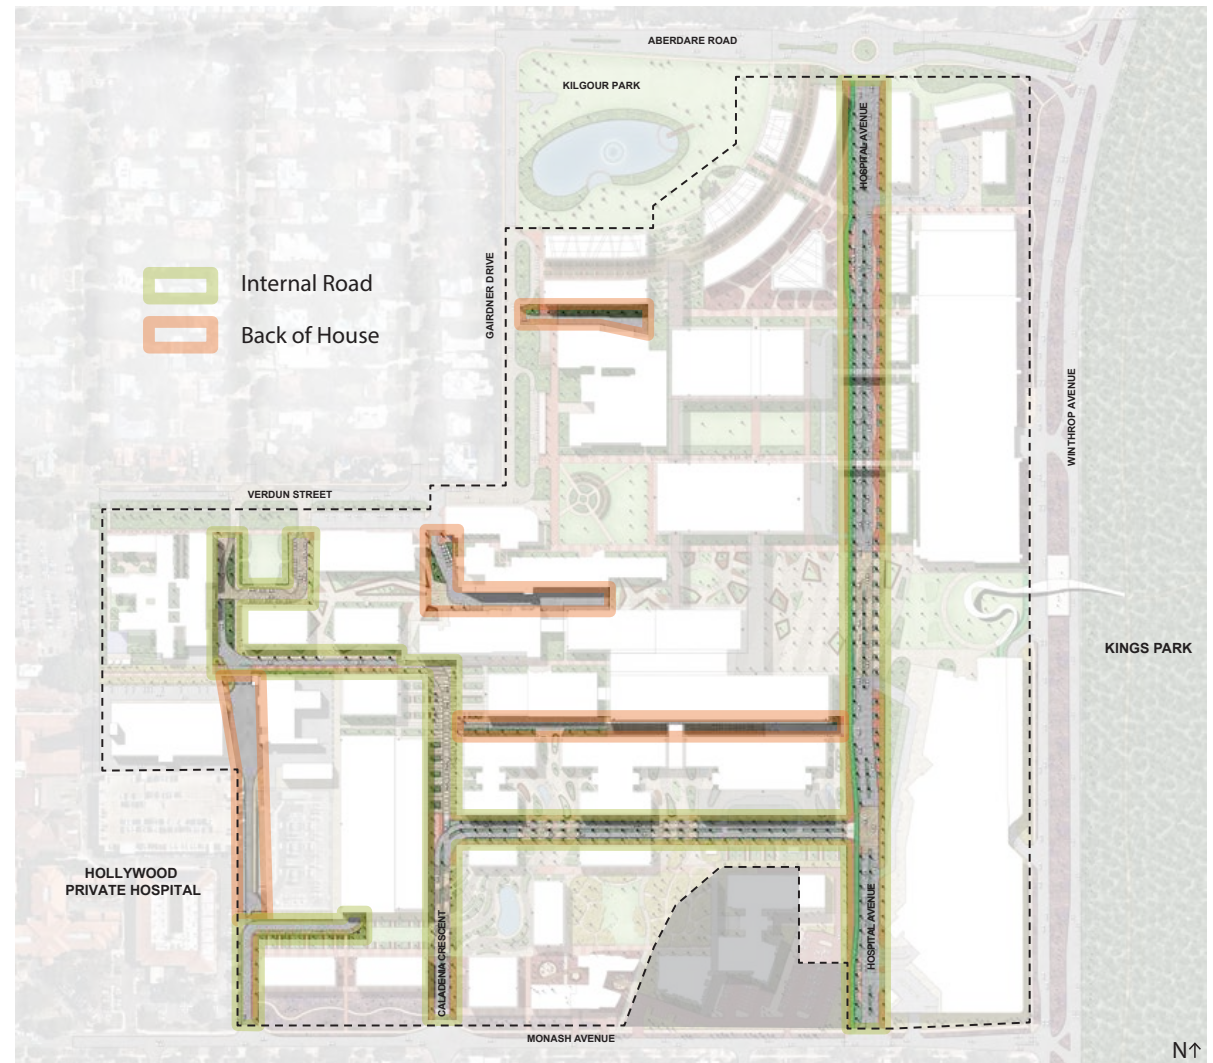 ABERDARE ROAD
KILGOUR PARK
HOSPITAL AVENUE
GAIRDNER DRIVE
Internal Road
Back of House
WINTHROP AVENUE
VERDUN STREET
KINGS PARK
HOLLYWOOD
PRIVATE HOSPITAL
CALADENIA CRESCENT
HOSPITAL AVENUE
MONASH AVENUE
N↑